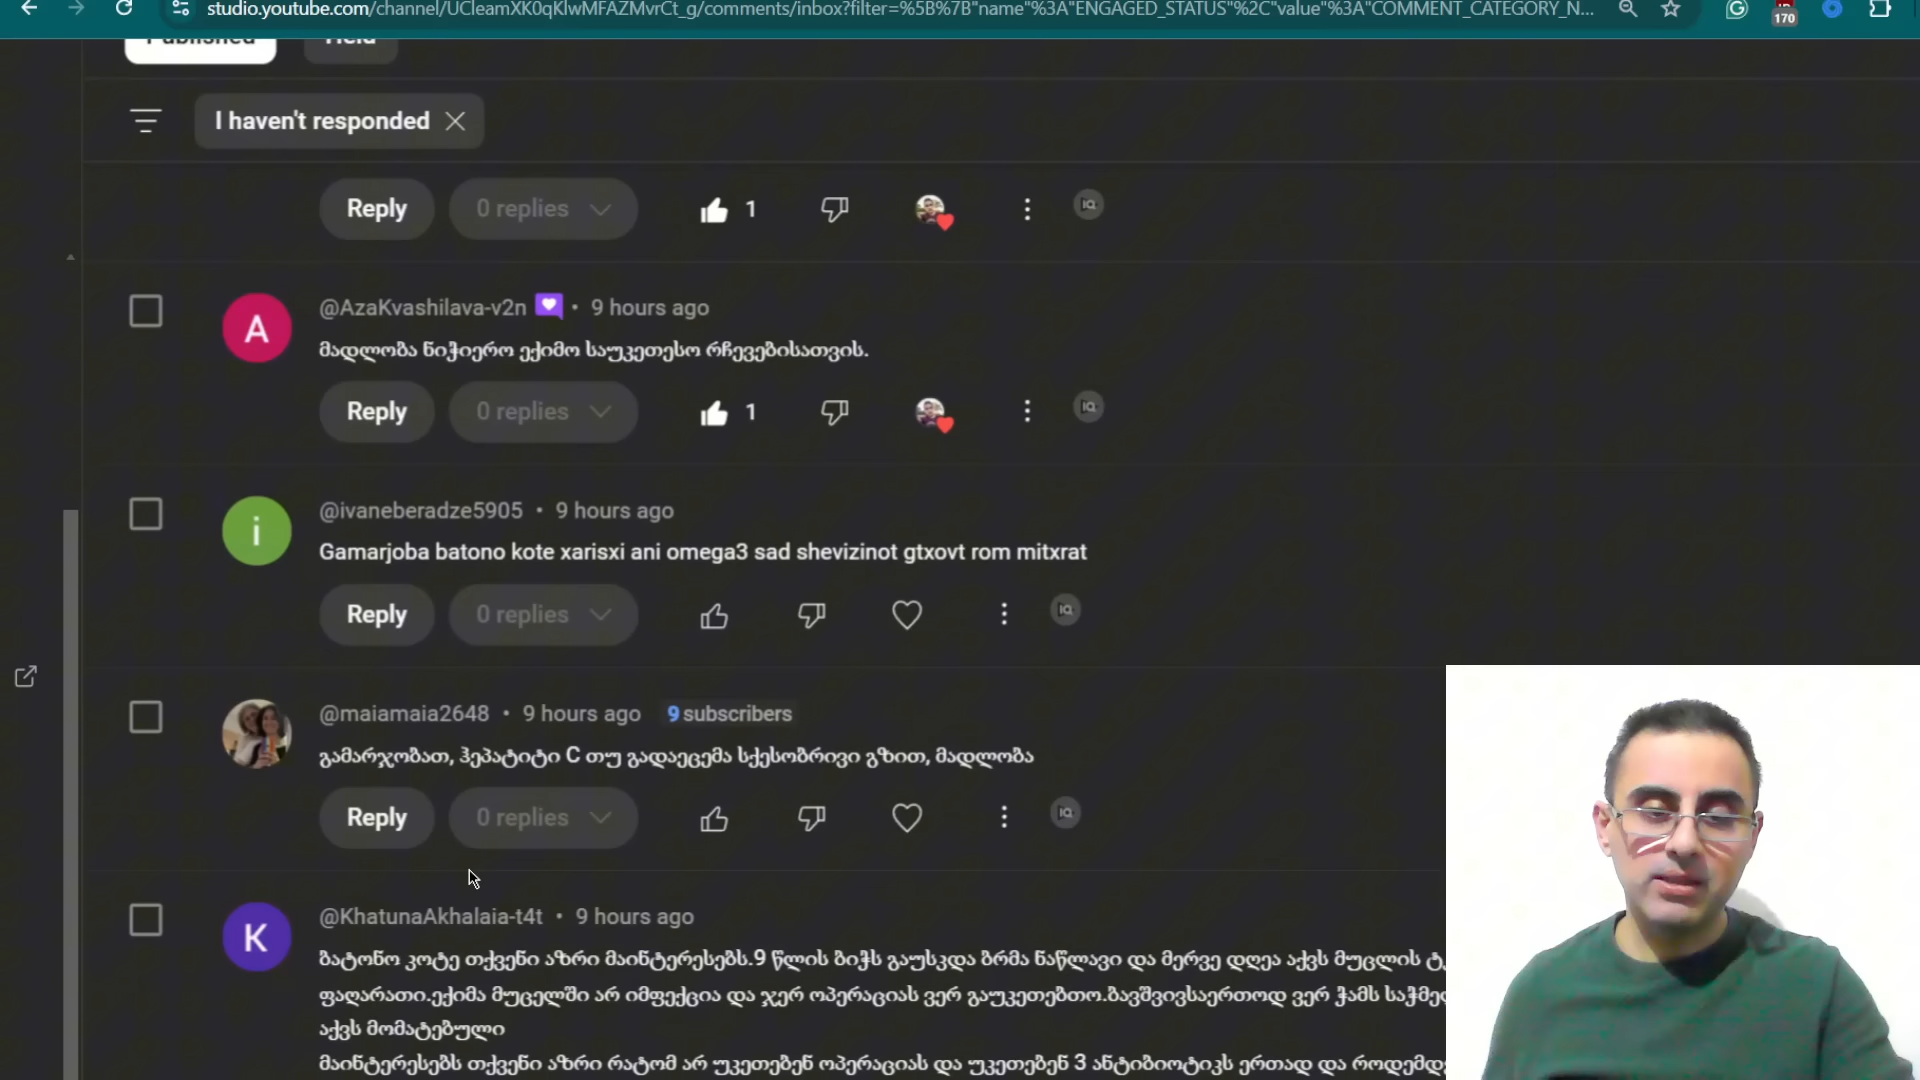 studio.youtube.com/channel/UCleamXK0qKlwMFAZMvrCt_g/comments/inbox?filter=%5B%7B"name"%3A"ENGAGED_STATUS"%2C"value"%3A"COMMENT_CATEGORY_N...
170
Published
Held
I haven't responded
Reply 0 replies 1
@AzaKvashilava-v2n • 9 hours ago
A
მადლობა ნიჭიერო ექიმო საუკეთესო რჩევებისათვის.
Reply 0 replies 1
@ivaneberadze5905 • 9 hours ago
i
Gamarjoba batono kote xarisxi ani omega3 sad shevizinot gtxovt rom mitxrat
Reply 0 replies
@maiamaia2648 • 9 hours ago 9 subscribers
გამარჯობათ, ჰეპატიტი C თუ გადაეცემა სქესობრივი გზით, მადლობა
Reply 0 replies
@KhatunaAkhalaia-t4t • 9 hours ago
K
ბატონო კოტე თქვენი აზრი მაინტერესებს.9 წლის ბიჭს გაუსკდა ბრმა ნაწლავი და მერვე დღეა აქვს მუცლის
ფაღარათი.ექიმა მუცელში არ იმფექცია და ჯერ ოპერაციას ვერ გაუკეთებთო.ბავშვივსაერთოდ ვერ ჭამს
აქვს მომატებული
მაინტერესებს თქვენი აზრი რატომ არ უკეთებენ ოპერაციას და უკეთებენ 3 ანტიბიოტიკს ერთად და